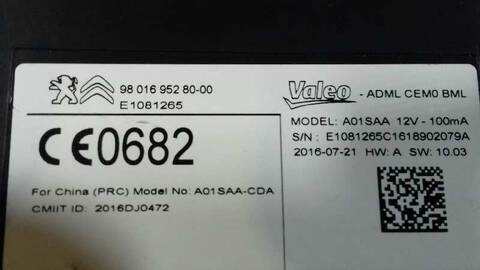 98 016 952 80-00
E1081265
Valeo - ADML CEM0 BML
MODEL: A01SAA 12V - 100mA
S/N : E1081265C1618902079A
2016-07-21 HW: A SW: 10.03
CE0682
For China (PRC) Model No: A01SAA-CDA
CMIIT ID: 2016DJ0472